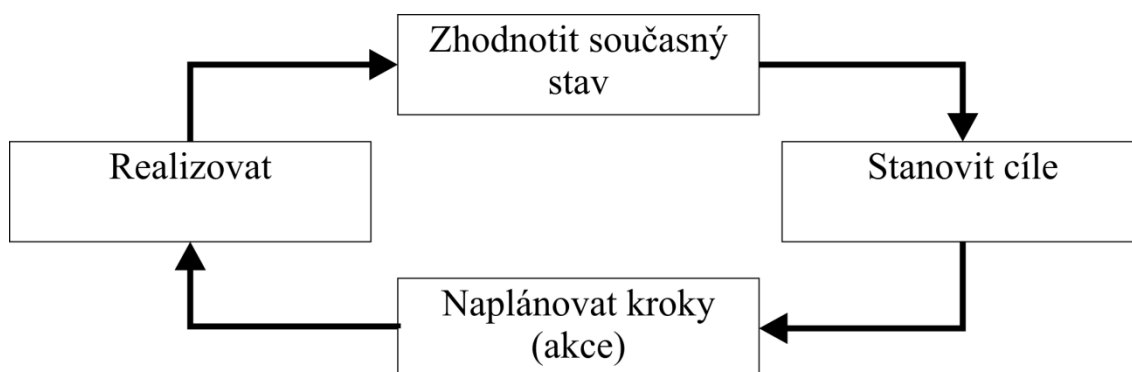 Zhodnotit současný
stav
Realizovat
Stanovit cíle
Naplánovat kroky
(akce)